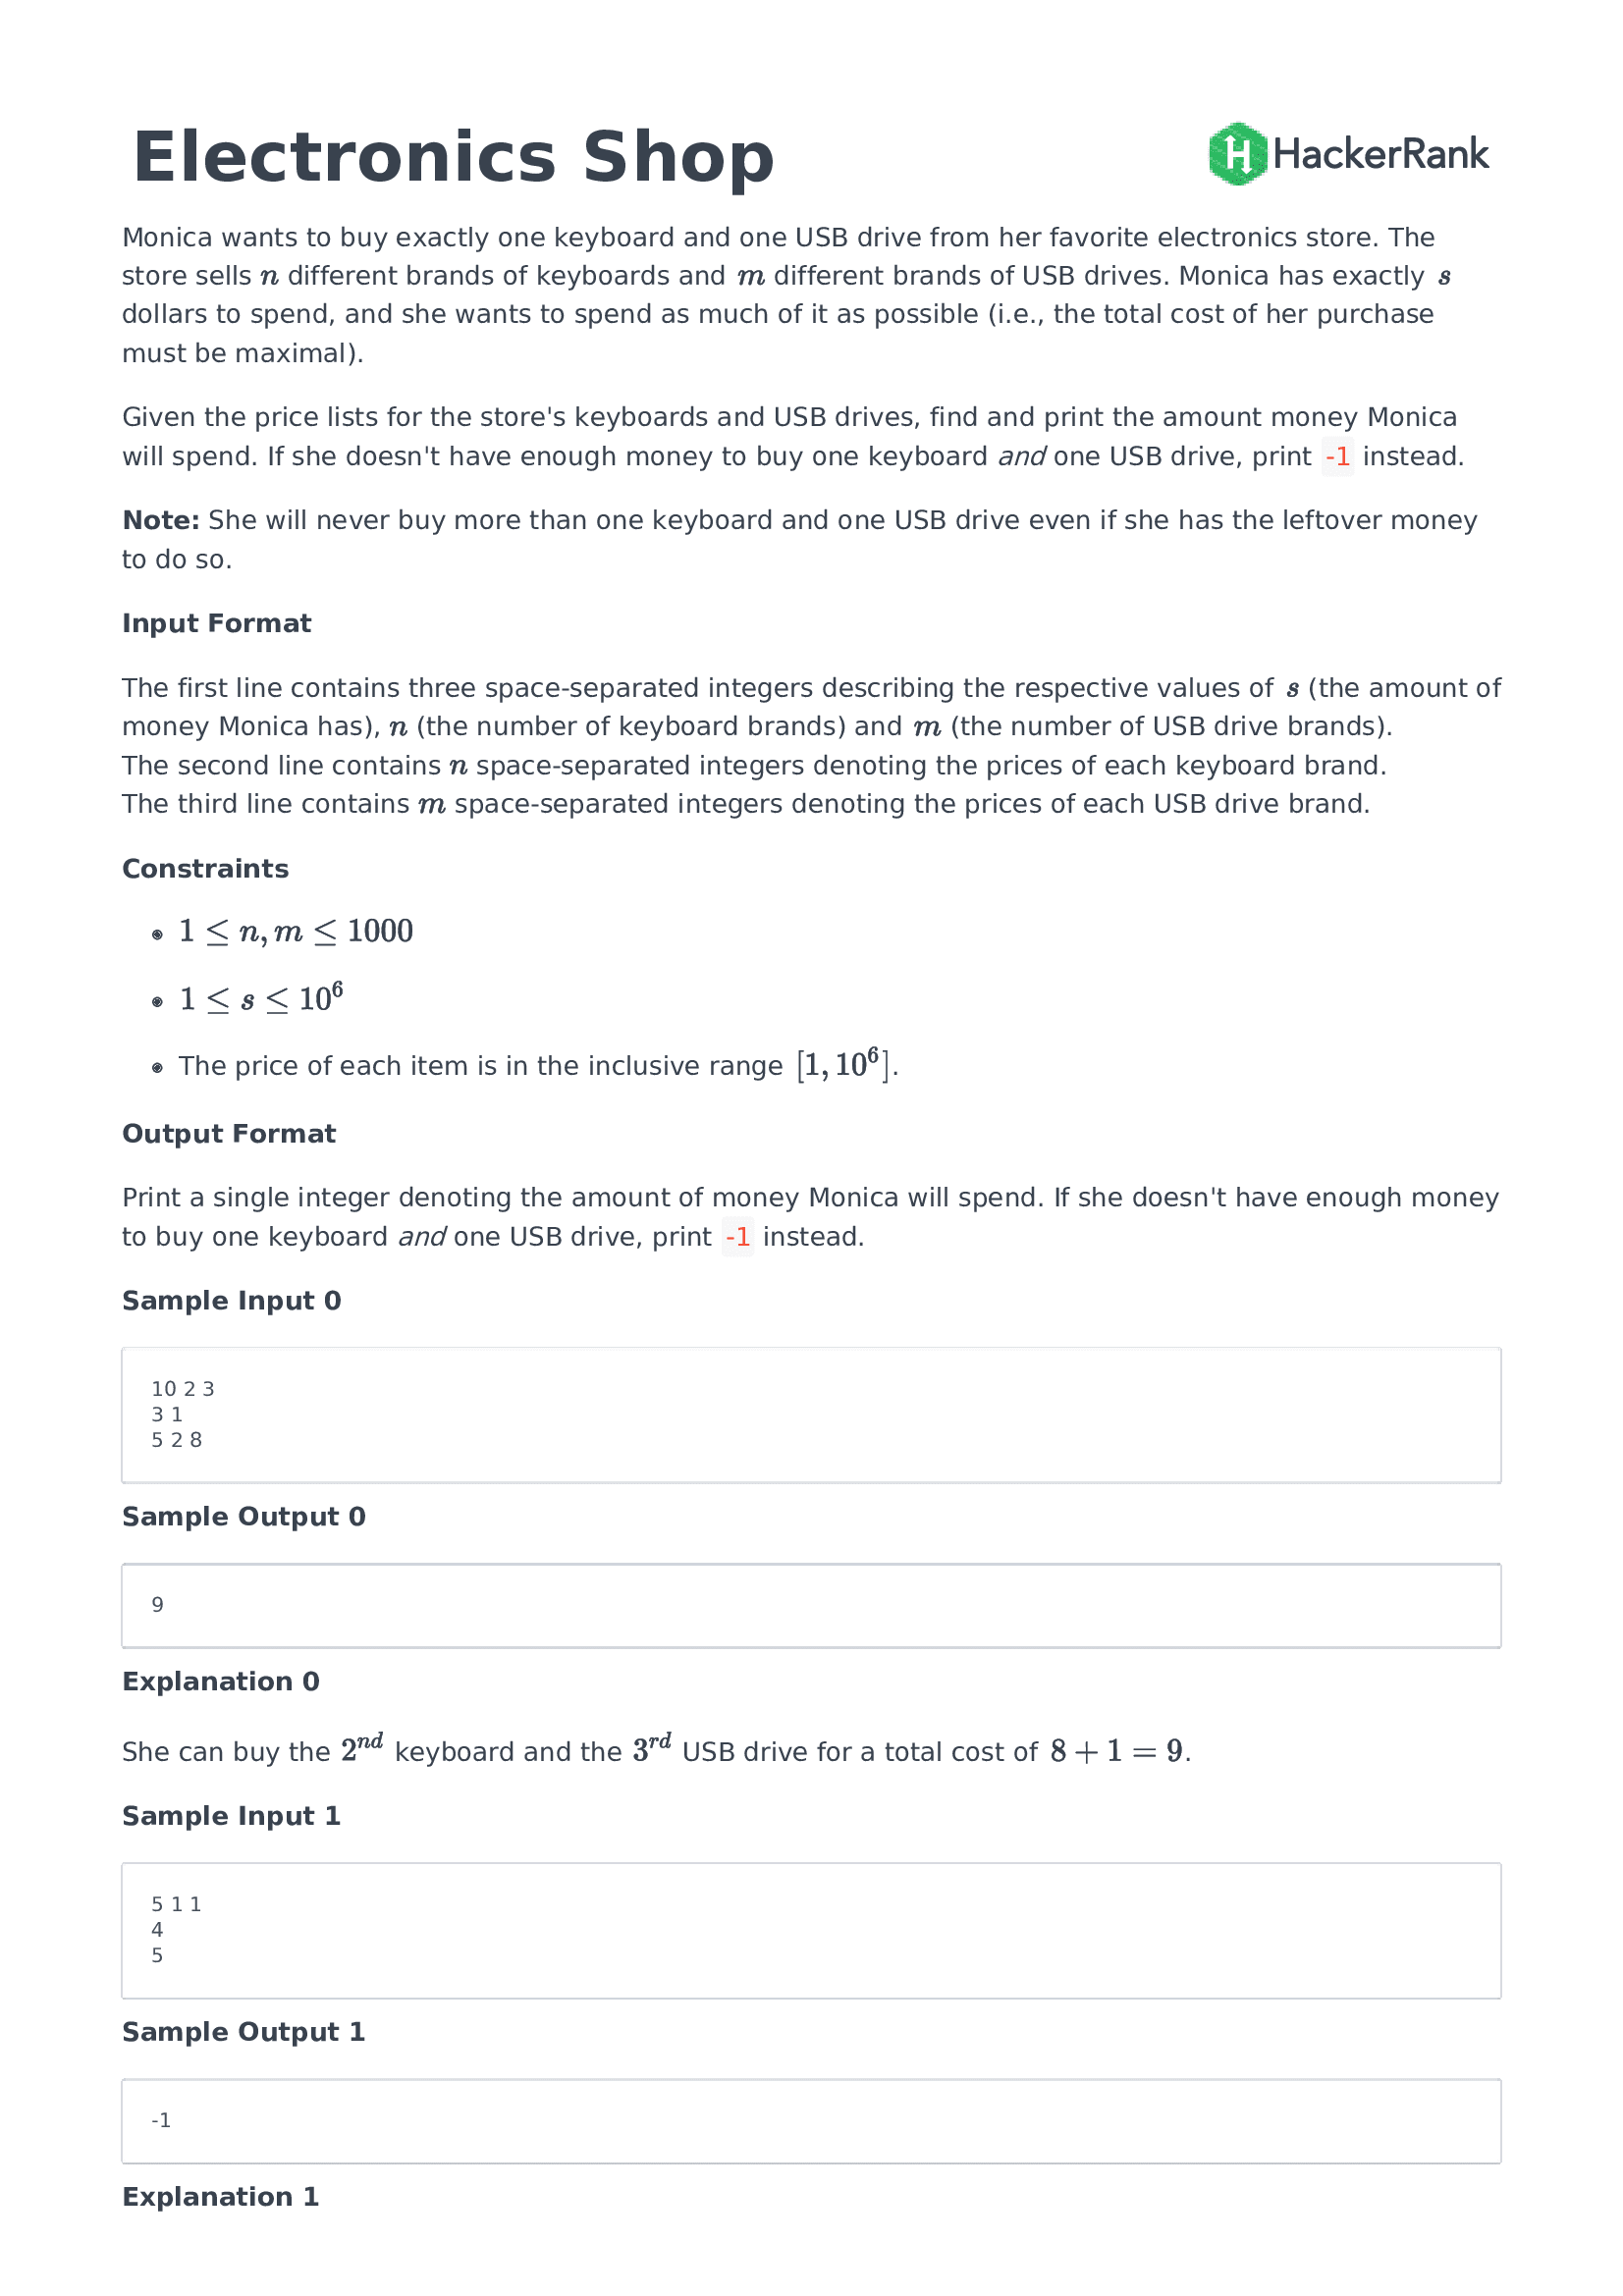 Electronics Shop
HackerRank
Monica wants to buy exactly one keyboard and one USB drive from her favorite electronics store. The
store sells n different brands of keyboards and m different brands of USB drives. Monica has exactly s
dollars to spend, and she wants to spend as much of it as possible (i.e., the total cost of her purchase
must be maximal).
Given the price lists for the store's keyboards and USB drives, find and print the amount money Monica
will spend. If she doesn't have enough money to buy one keyboard and one USB drive, print -1 instead.
Note: She will never buy more than one keyboard and one USB drive even if she has the leftover money
to do so.
Input Format
The first line contains three space-separated integers describing the respective values of s (the amount of
money Monica has), n (the number of keyboard brands) and m (the number of USB drive brands).
The second line contains n space-separated integers denoting the prices of each keyboard brand.
The third line contains m space-separated integers denoting the prices of each USB drive brand.
Constraints
• 1 ≤ n, m ≤ 1000
• 1 ≤ s ≤ 10⁶
• The price of each item is in the inclusive range [1, 10⁶].
Output Format
Print a single integer denoting the amount of money Monica will spend. If she doesn't have enough money
to buy one keyboard and one USB drive, print -1 instead.
Sample Input 0
10 2 3
3 1
5 2 8
Sample Output 0
9
Explanation 0
She can buy the 2ⁿᵈ keyboard and the 3ʳᵈ USB drive for a total cost of 8 + 1 = 9.
Sample Input 1
5 1 1
4
5
Sample Output 1
-1
Explanation 1